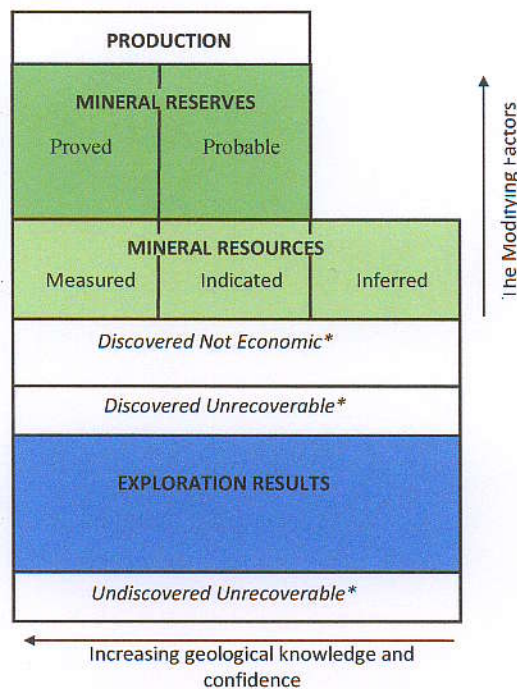 PRODUCTION
MINERAL RESERVES
Proved Probable
MINERAL RESOURCES
Measured Indicated Inferred
Discovered Not Economic*
Discovered Unrecoverable*
EXPLORATION RESULTS
Undiscovered Unrecoverable*
Increasing geological knowledge and
confidence
The Modifying Factors